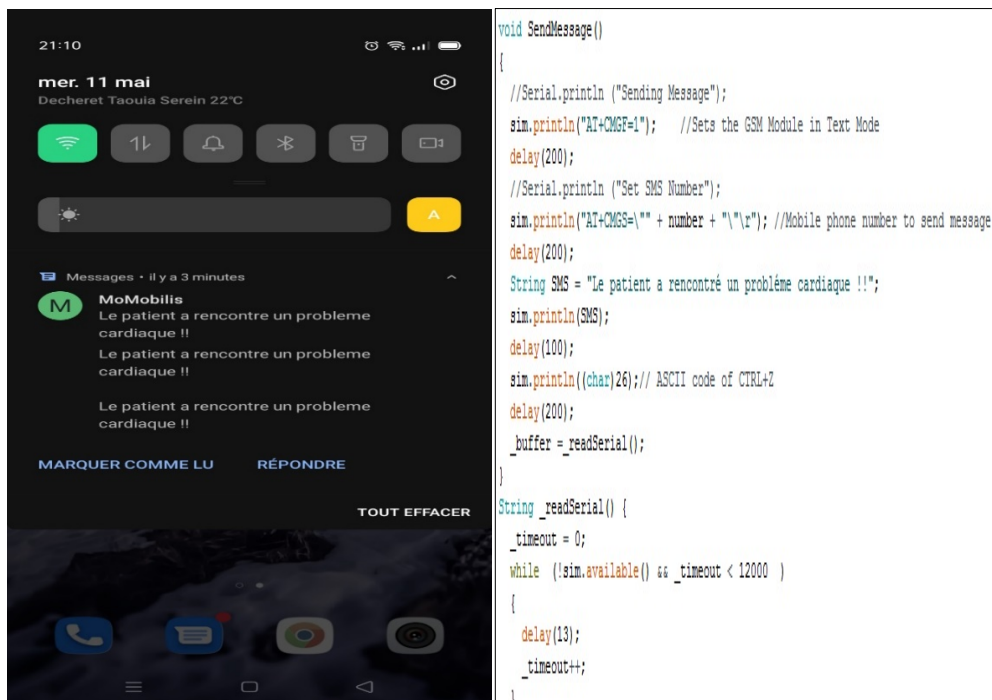 21:10
mer. 11 mai
Decheret Taouia Serein 22°C
A
Messages • il y a 3 minutes
M
MoMobilis
Le patient a rencontre un probleme
cardiaque !!
Le patient a rencontre un probleme
cardiaque !!
Le patient a rencontre un probleme
cardiaque !!
MARQUER COMME LU RÉPONDRE
TOUT EFFACER
void SendMessage()
{
//Serial.println ("Sending Message");
sim.println("AT+CMGF=1"); //Sets the GSM Module in Text Mode
delay(200);
//Serial.println ("Set SMS Number");
sim.println("AT+CMGS=\"" + number + "\"\r"); //Mobile phone number to send message
delay(200);
String SMS = "Le patient a rencontré un probléme cardiaque !!";
sim.println(SMS);
delay(100);
sim.println((char)26);// ASCII code of CTRL+Z
delay(200);
_buffer = _readSerial();
}
String _readSerial() {
_timeout = 0;
while (!sim.available() && _timeout < 12000 )
{
delay(13);
_timeout++;
}